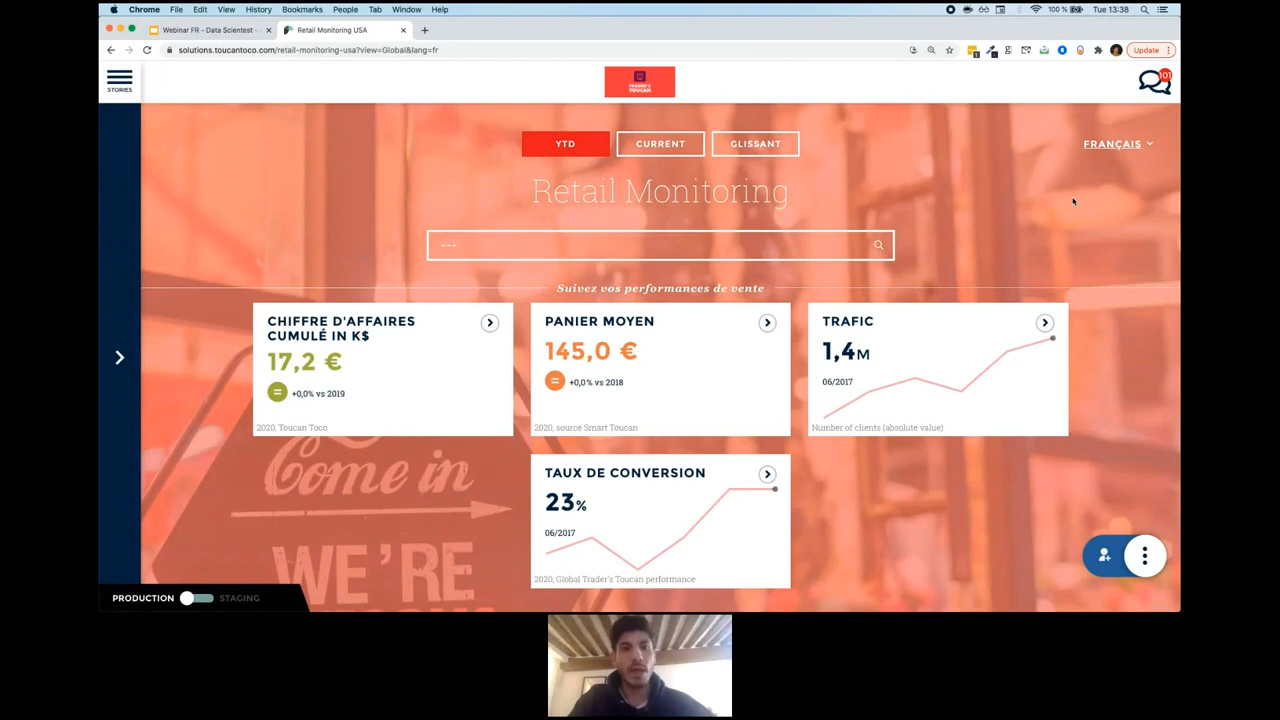 Chrome File Edit View History Bookmarks People Tab Window Help 100 % Tue 13:38
Webinar FR - Data Scientest - Retail Monitoring USA
solutions.toucantoco.com/retail-monitoring-usa?view=Global&lang=fr Update
STORIES
TRADER'S
TOUCAN
101
YTD CURRENT GLISSANT FRANÇAIS
Retail Monitoring
---
Suivez vos performances de vente
CHIFFRE D'AFFAIRES
CUMULÉ IN K$
17,2 €
+0,0% vs 2019
2020, Toucan Toco
PANIER MOYEN
145,0 €
+0,0% vs 2018
2020, source Smart Toucan
TRAFIC
1,4M
06/2017
Number of clients (absolute value)
TAUX DE CONVERSION
23%
06/2017
2020, Global Trader's Toucan performance
Come in
WE'RE
PRODUCTION STAGING